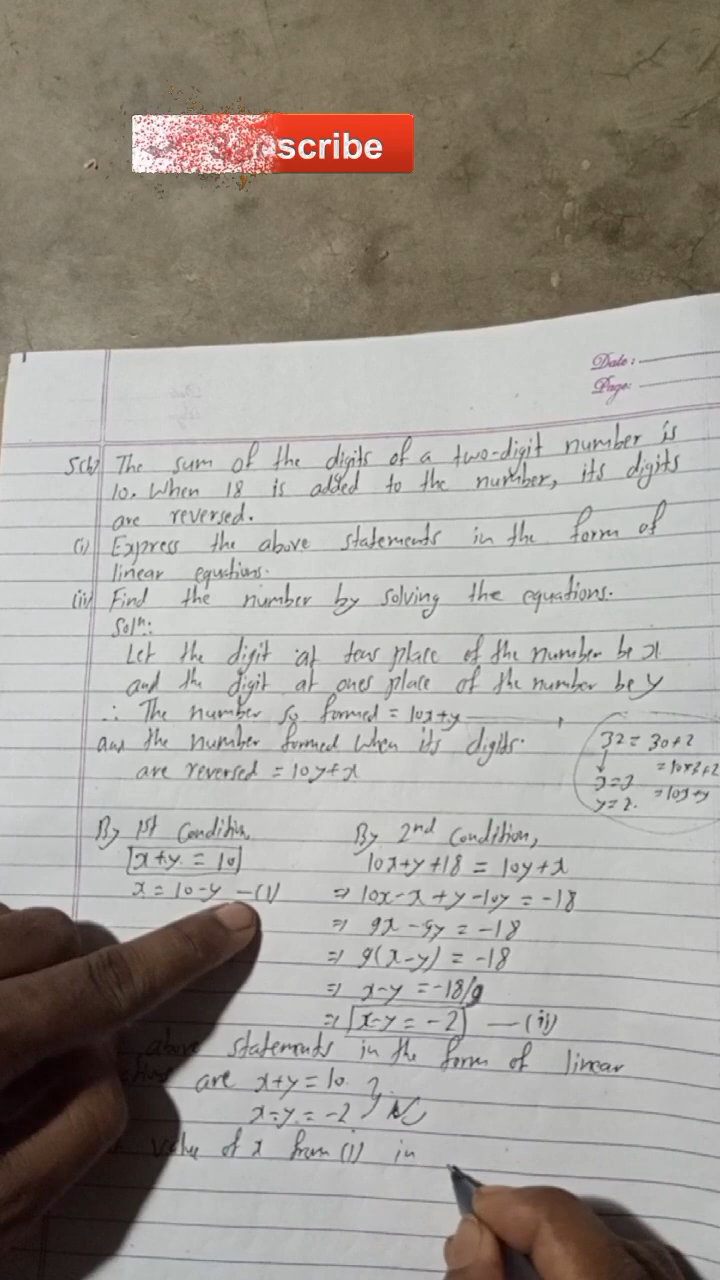 scribe
Date:
Page:
5(b) The sum of the digits of a two-digit number is
10. When 18 is added to the number, its digits
are reversed.
(i) Express the above statements in the form of
linear equations.
(ii) Find the number by solving the equations.
Solⁿ:
Let the digit at tens place of the number be x
and the digit at ones place of the number be y
∴ The number so formed = 10x+y
and the number formed when its digits
are reversed = 10y+x
32 = 30+2
= 10×3+2
x=3
= 10x+y
y=2.
By 1st Condition,
x+y = 10
x = 10-y -(i)
By 2nd Condition,
10x+y+18 = 10y+x
⇒ 10x-x+y-10y = -18
⇒ 9x-9y = -18
⇒ 9(x-y) = -18
⇒ x-y = -18/9
⇒ x-y = -2 -(ii)
above statements in the form of linear
are x+y=10
x-y=-2
value of x from (i) in